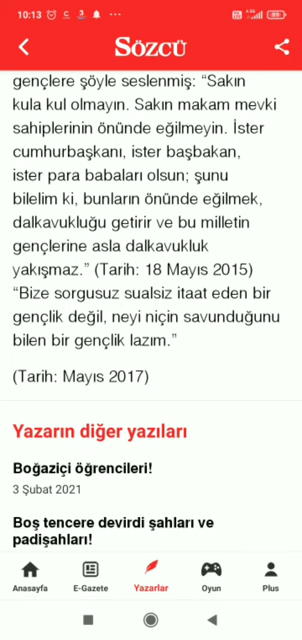 10:13
SÖZCÜ
gençlere şöyle seslenmiş: “Sakın
kula kul olmayın. Sakın makam mevki
sahiplerinin önünde eğilmeyin. İster
cumhurbaşkanı, ister başbakan,
ister para babaları olsun; şunu
bilelim ki, bunların önünde eğilmek,
dalkavukluğu getirir ve bu milletin
gençlerine asla dalkavukluk
yakışmaz.” (Tarih: 18 Mayıs 2015)
“Bize sorgusuz sualsiz itaat eden bir
gençlik değil, neyi niçin savunduğunu
bilen bir gençlik lazım.”
(Tarih: Mayıs 2017)
Yazarın diğer yazıları
Boğaziçi öğrencileri!
3 Şubat 2021
Boş tencere devirdi şahları ve
padişahları!
Anasayfa E-Gazete Yazarlar Oyun Plus